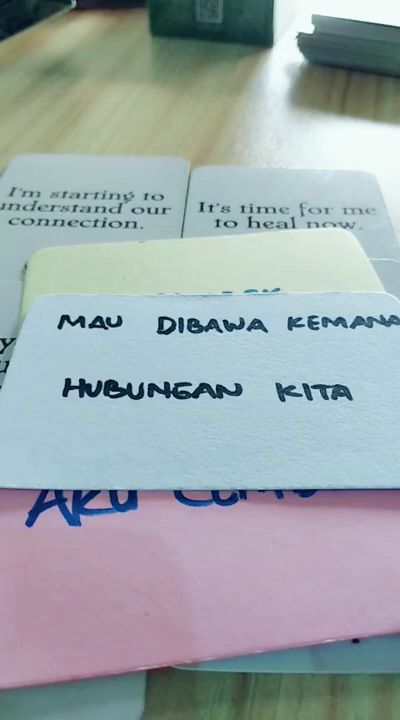 I'm starting to
understand our
connection.
It's time for me
to heal now.
MAU DIBAWA KEMANA
HUBUNGAN KITA
AKU